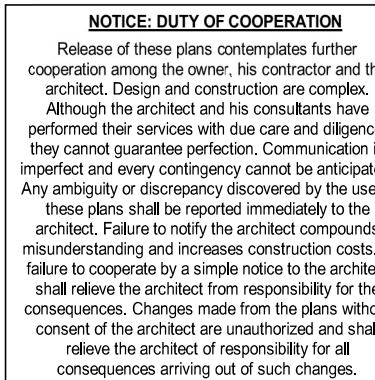 NOTICE: DUTY OF COOPERATION
Release of these plans contemplates further
cooperation among the owner, his contractor and th
architect. Design and construction are complex.
Although the architect and his consultants have
performed their services with due care and diligenc
they cannot guarantee perfection. Communication i
imperfect and every contingency cannot be anticipat
Any ambiguity or discrepancy discovered by the use
these plans shall be reported immediately to the
architect. Failure to notify the architect compounds
misunderstanding and increases construction costs.
failure to cooperate by a simple notice to the archite
shall relieve the architect from responsibility for the
consequences. Changes made from the plans witho
consent of the architect are unauthorized and shal
relieve the architect of responsibility for all
consequences arriving out of such changes.